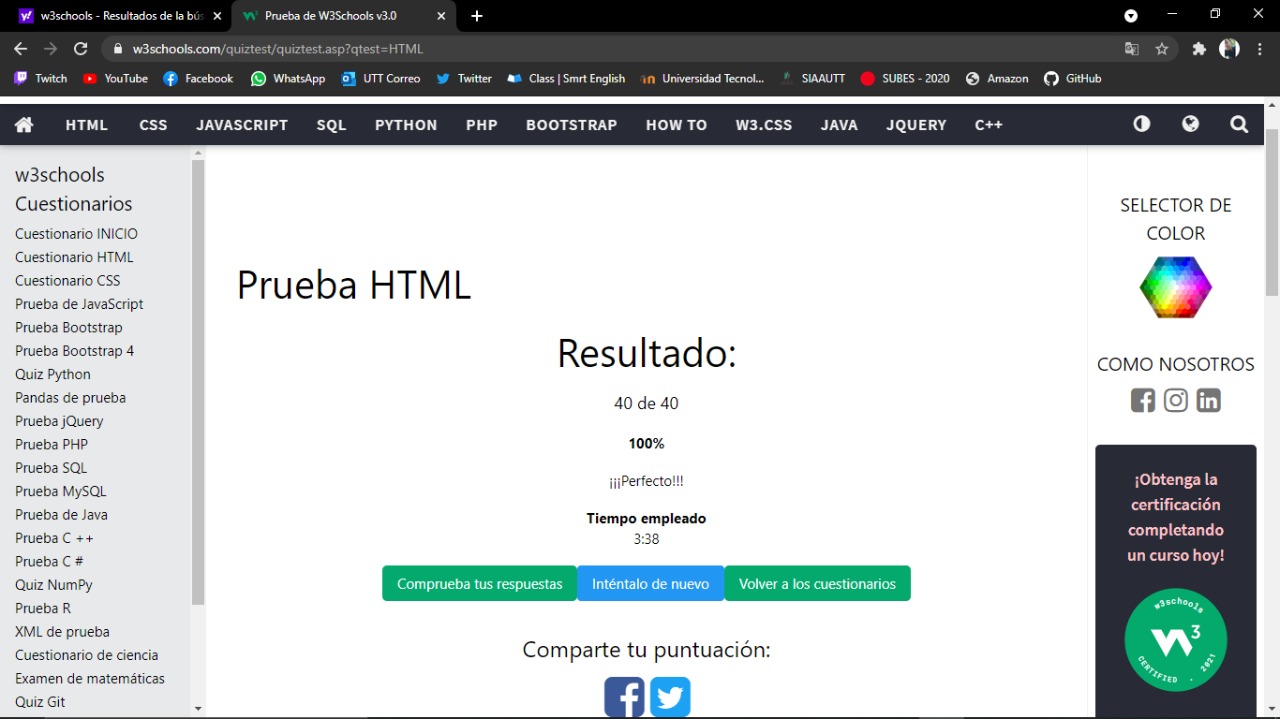 w3schools - Resultados de la bús
Prueba de W3Schools v3.0
w3schools.com/quiztest/quiztest.asp?qtest=HTML
Twitch YouTube Facebook WhatsApp UTT Correo Twitter Class | Smrt English Universidad Tecnol... SIAAUTT SUBES - 2020 Amazon GitHub
HTML CSS JAVASCRIPT SQL PYTHON PHP BOOTSTRAP HOW TO W3.CSS JAVA JQUERY C++
w3schools
Cuestionarios
Cuestionario INICIO
Cuestionario HTML
Cuestionario CSS
Prueba de JavaScript
Prueba Bootstrap
Prueba Bootstrap 4
Quiz Python
Pandas de prueba
Prueba jQuery
Prueba PHP
Prueba SQL
Prueba MySQL
Prueba de Java
Prueba C ++
Prueba C #
Quiz NumPy
Prueba R
XML de prueba
Cuestionario de ciencia
Examen de matemáticas
Quiz Git
Prueba HTML
Resultado:
40 de 40
100%
¡¡¡Perfecto!!!
Tiempo empleado
3:38
Comprueba tus respuestas Inténtalo de nuevo Volver a los cuestionarios
Comparte tu puntuación:
SELECTOR DE
COLOR
COMO NOSOTROS
¡Obtenga la
certificación
completando
un curso hoy!
w3schools
W3
CERTIFIED . 2021